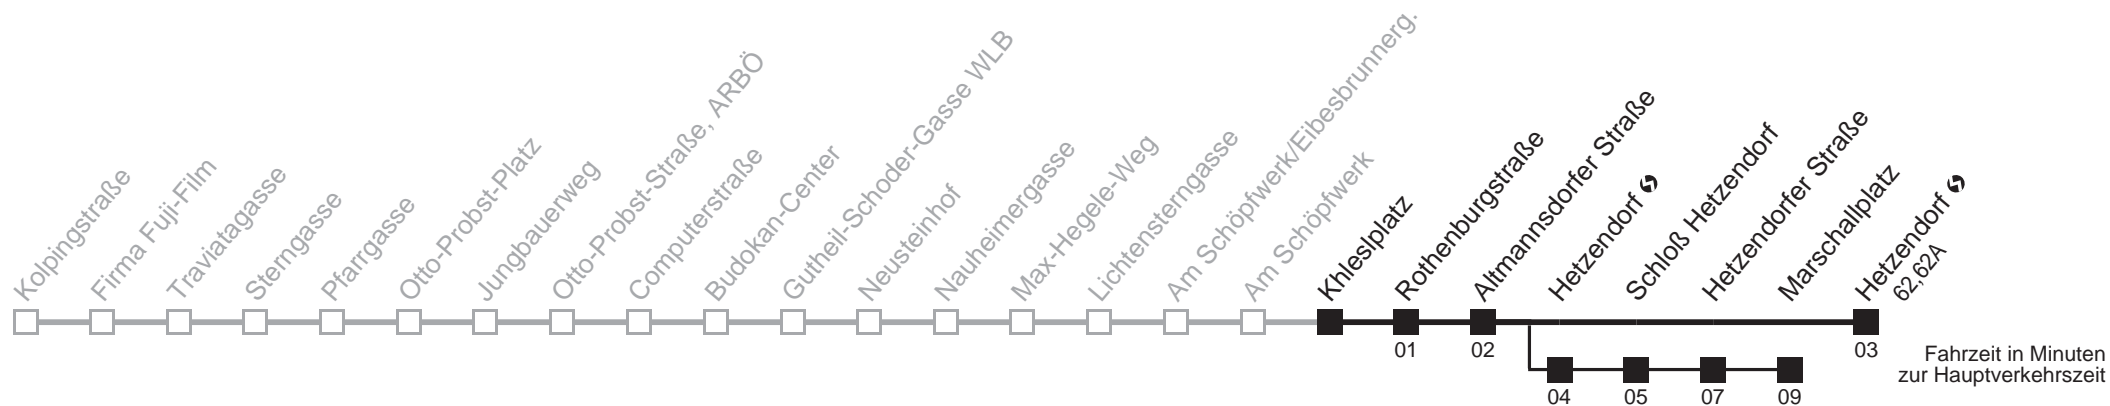 Kolpingstraße
Firma Fuji-Film
Traviatagasse
Sterngasse
Pfarrgasse
Otto-Probst-Platz
Jungbauerweg
Otto-Probst-Straße, ARBÖ
Computerstraße
Budokan-Center
Gutheil-Schoder-Gasse WLB
Neusteinhof
Nauheimergasse
Max-Hegele-Weg
Lichtensterngasse
Am Schöpfwerk/Eibesbrunnerg.
Am Schöpfwerk
Khleslplatz
Rothenburgstraße
Altmannsdorfer Straße
Hetzendorf
Schloß Hetzendorf
Hetzendorfer Straße
Marschallplatz
Hetzendorf
62,62A
01
02
03
04
05
07
09
Fahrzeit in Minuten
zur Hauptverkehrszeit